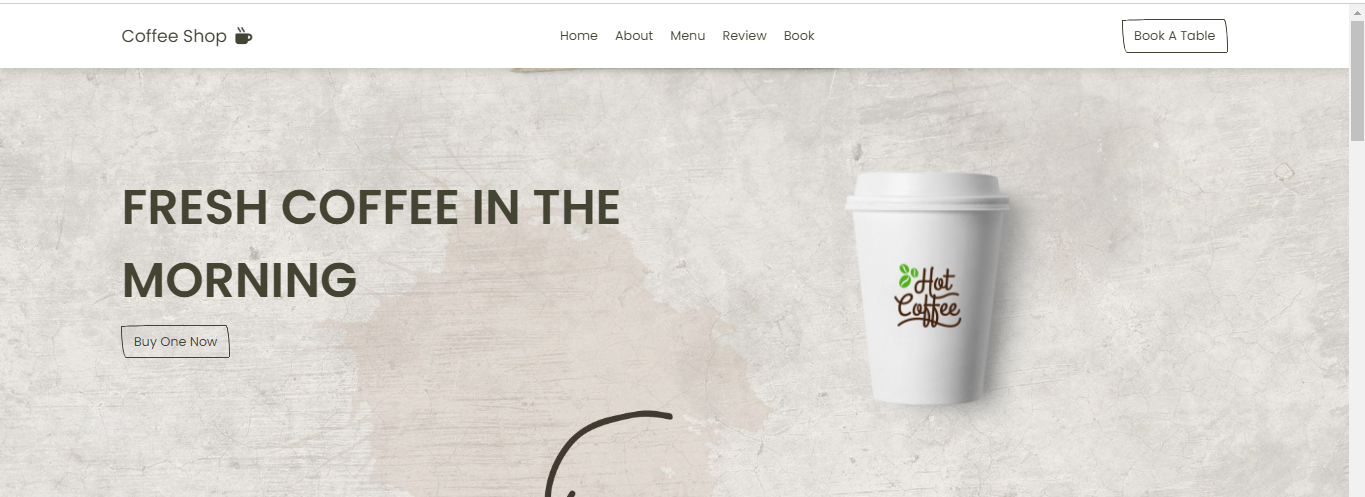 Coffee Shop
Home About Menu Review Book
Book A Table
FRESH COFFEE IN THE
MORNING
Buy One Now
Hot
Coffee